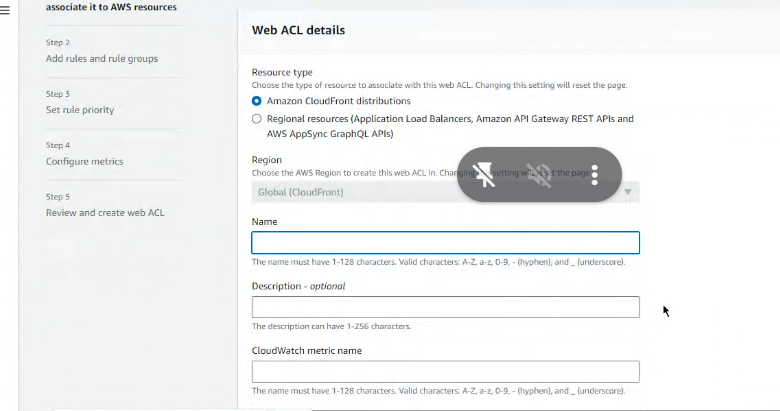 associate it to AWS resources
Step 2
Add rules and rule groups
Step 3
Set rule priority
Step 4
Configure metrics
Step 5
Review and create web ACL
Web ACL details
Resource type
Choose the type of resource to associate with this web ACL. Changing this setting will reset the page.
Amazon CloudFront distributions
Regional resources (Application Load Balancers, Amazon API Gateway REST APIs and
AWS AppSync GraphQL APIs)
Region
Choose the AWS Region to create this web ACL in. Changing this setting will reset the page.
Global (CloudFront)
Name
The name must have 1-128 characters. Valid characters: A-Z, a-z, 0-9, - (hyphen), and _ (underscore).
Description - optional
The description can have 1-256 characters.
CloudWatch metric name
The name must have 1-128 characters. Valid characters: A-Z, a-z, 0-9, - (hyphen), and _ (underscore).